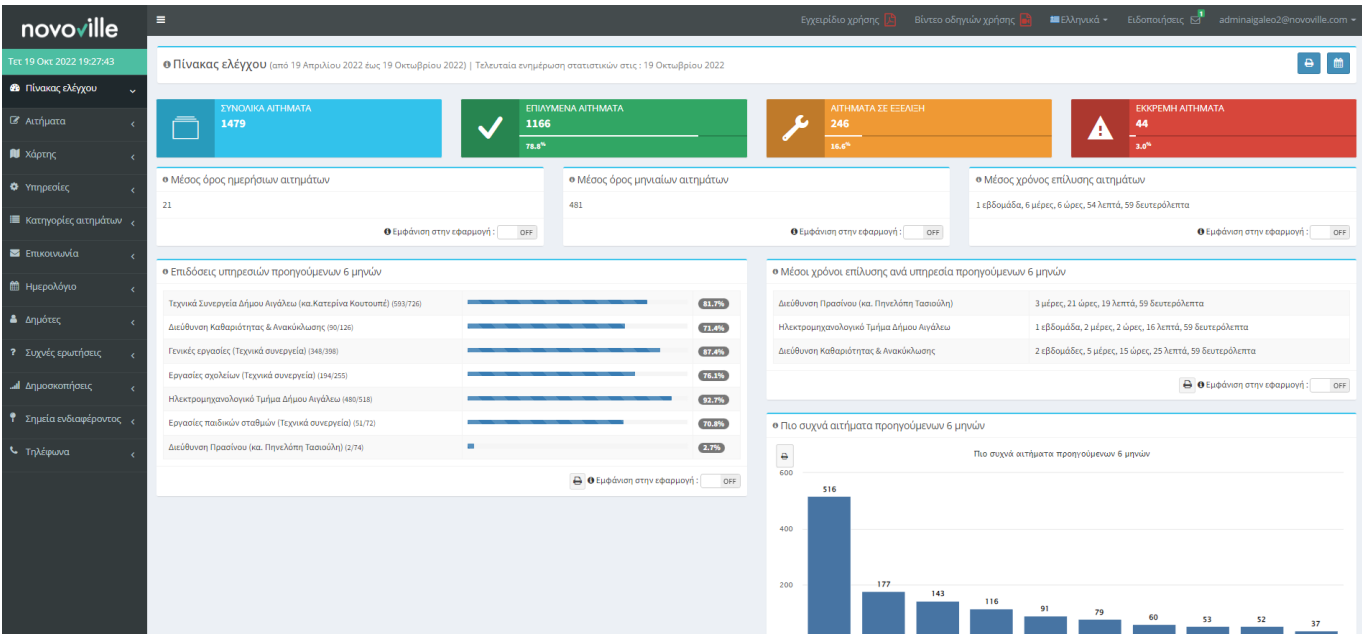 novoville
Εγχειρίδιο χρήσης
Βίντεο οδηγιών χρήσης
Ελληνικά
Ειδοποιήσεις
1
adminaigaleo2@novoville.com
Τετ 19 Οκτ 2022 19:27:43
Πίνακας ελέγχου
Αιτήματα
Χάρτης
Υπηρεσίες
Κατηγορίες αιτημάτων
Επικοινωνία
Ημερολόγιο
Δημότες
Συχνές ερωτήσεις
Δημοσκοπήσεις
Σημεία ενδιαφέροντος
Τηλέφωνα
Πίνακας ελέγχου (από 19 Απριλίου 2022 έως 19 Οκτωβρίου 2022) | Τελευταία ενημέρωση στατιστικών στις : 19 Οκτωβρίου 2022
ΣΥΝΟΛΙΚΑ ΑΙΤΗΜΑΤΑ
1479
ΕΠΙΛΥΜΕΝΑ ΑΙΤΗΜΑΤΑ
1166
78.8%
ΑΙΤΗΜΑΤΑ ΣΕ ΕΞΕΛΙΞΗ
246
16.6%
ΕΚΚΡΕΜΗ ΑΙΤΗΜΑΤΑ
44
3.0%
Μέσος όρος ημερήσιων αιτημάτων
21
Εμφάνιση στην εφαρμογή : OFF
Μέσος όρος μηνιαίων αιτημάτων
481
Εμφάνιση στην εφαρμογή : OFF
Μέσος χρόνος επίλυσης αιτημάτων
1 εβδομάδα, 6 μέρες, 6 ώρες, 54 λεπτά, 59 δευτερόλεπτα
Εμφάνιση στην εφαρμογή : OFF
Επιδόσεις υπηρεσιών προηγούμενων 6 μηνών
Τεχνικά Συνεργεία Δήμου Αιγάλεω (κα.Κατερίνα Κουτουπέ) (593/726) 81.7%
Διεύθυνση Καθαριότητας & Ανακύκλωσης (90/126) 71.4%
Γενικές εργασίες (Τεχνικά συνεργεία) (348/398) 87.4%
Εργασίες σχολείων (Τεχνικά συνεργεία) (194/255) 76.1%
Ηλεκτρομηχανολογικό Τμήμα Δήμου Αιγάλεω (480/518) 92.7%
Εργασίες παιδικών σταθμών (Τεχνικά συνεργεία) (51/72) 70.8%
Διεύθυνση Πρασίνου (κα. Πηνελόπη Τασιούλη) (2/74) 2.7%
Εμφάνιση στην εφαρμογή : OFF
Μέσοι χρόνοι επίλυσης ανά υπηρεσία προηγούμενων 6 μηνών
Διεύθυνση Πρασίνου (κα. Πηνελόπη Τασιούλη) 3 μέρες, 21 ώρες, 19 λεπτά, 59 δευτερόλεπτα
Ηλεκτρομηχανολογικό Τμήμα Δήμου Αιγάλεω 1 εβδομάδα, 2 μέρες, 2 ώρες, 16 λεπτά, 59 δευτερόλεπτα
Διεύθυνση Καθαριότητας & Ανακύκλωσης 2 εβδομάδες, 5 μέρες, 15 ώρες, 25 λεπτά, 59 δευτερόλεπτα
Εμφάνιση στην εφαρμογή : OFF
Πιο συχνά αιτήματα προηγούμενων 6 μηνών
Πιο συχνά αιτήματα προηγούμενων 6 μηνών
600
400
200
516
177
143
116
91
79
60
53
52
37